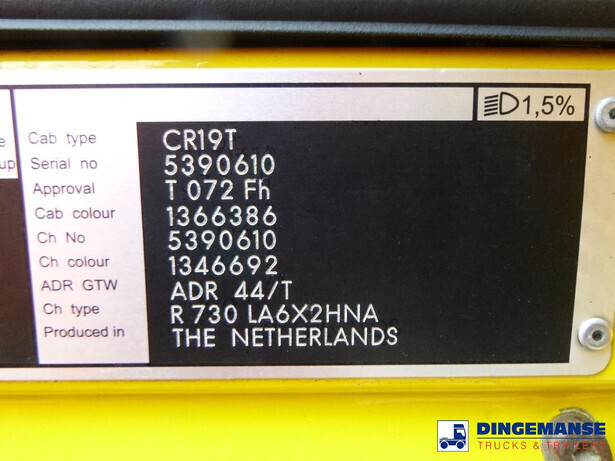 1,5%
e Cab type CR19T
up Serial no 5390610
Approval T 072 Fh
Cab colour 1366386
Ch No 5390610
Ch colour 1346692
ADR GTW ADR 44/T
Ch type R 730 LA6X2HNA
Produced in THE NETHERLANDS
DINGEMANSE
TRUCKS & TRAILERS